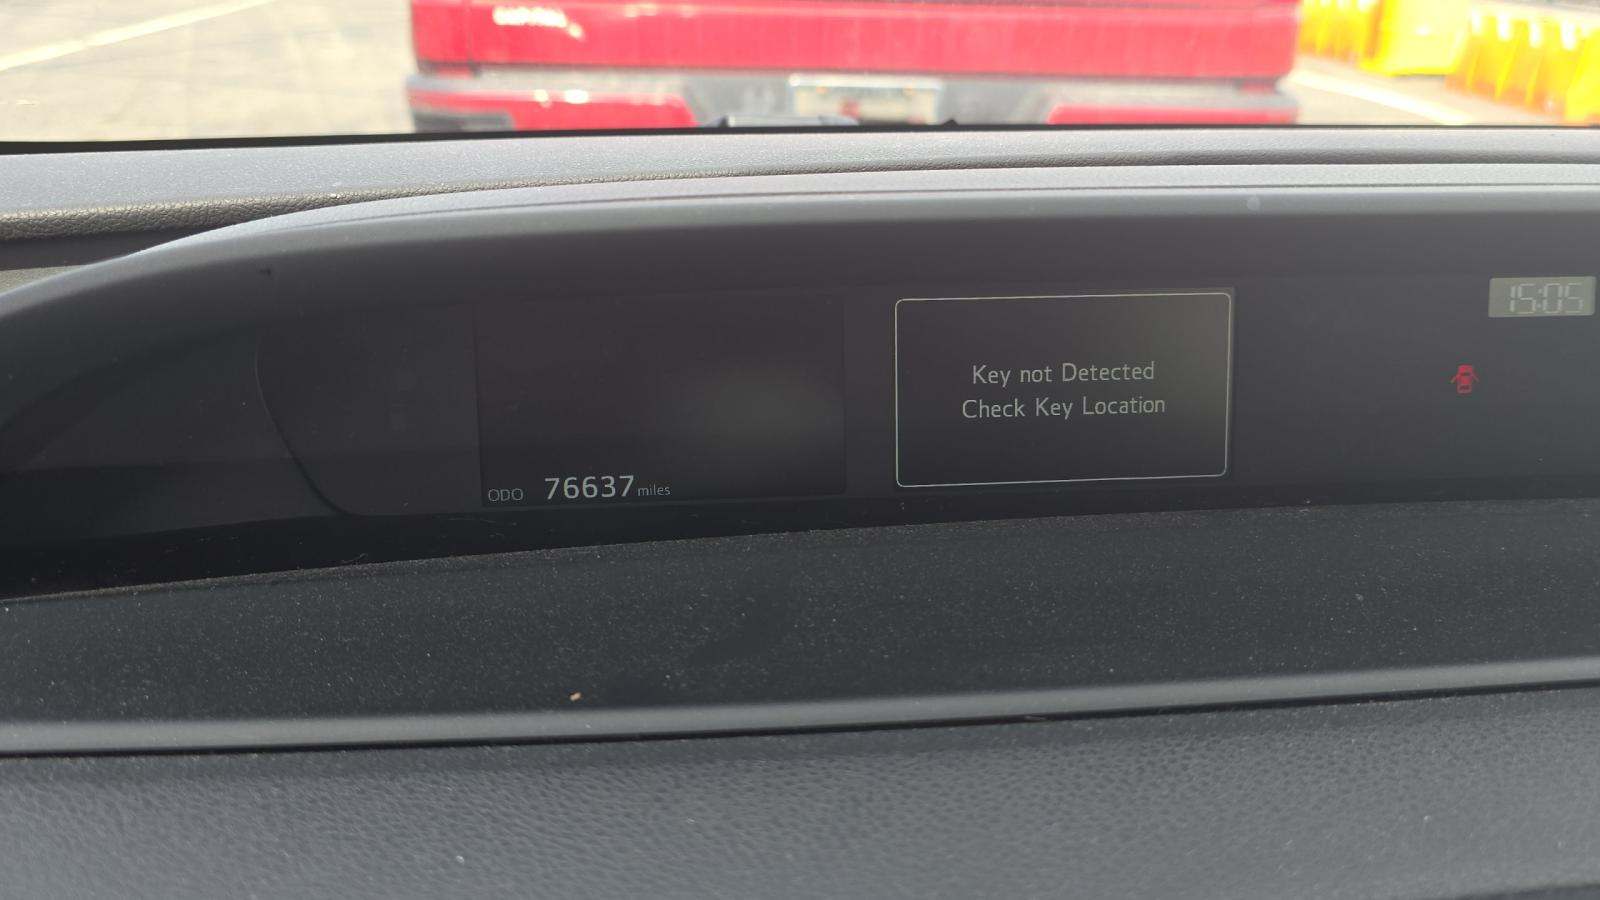 15:05
Key not Detected
Check Key Location
ODO 76637 miles